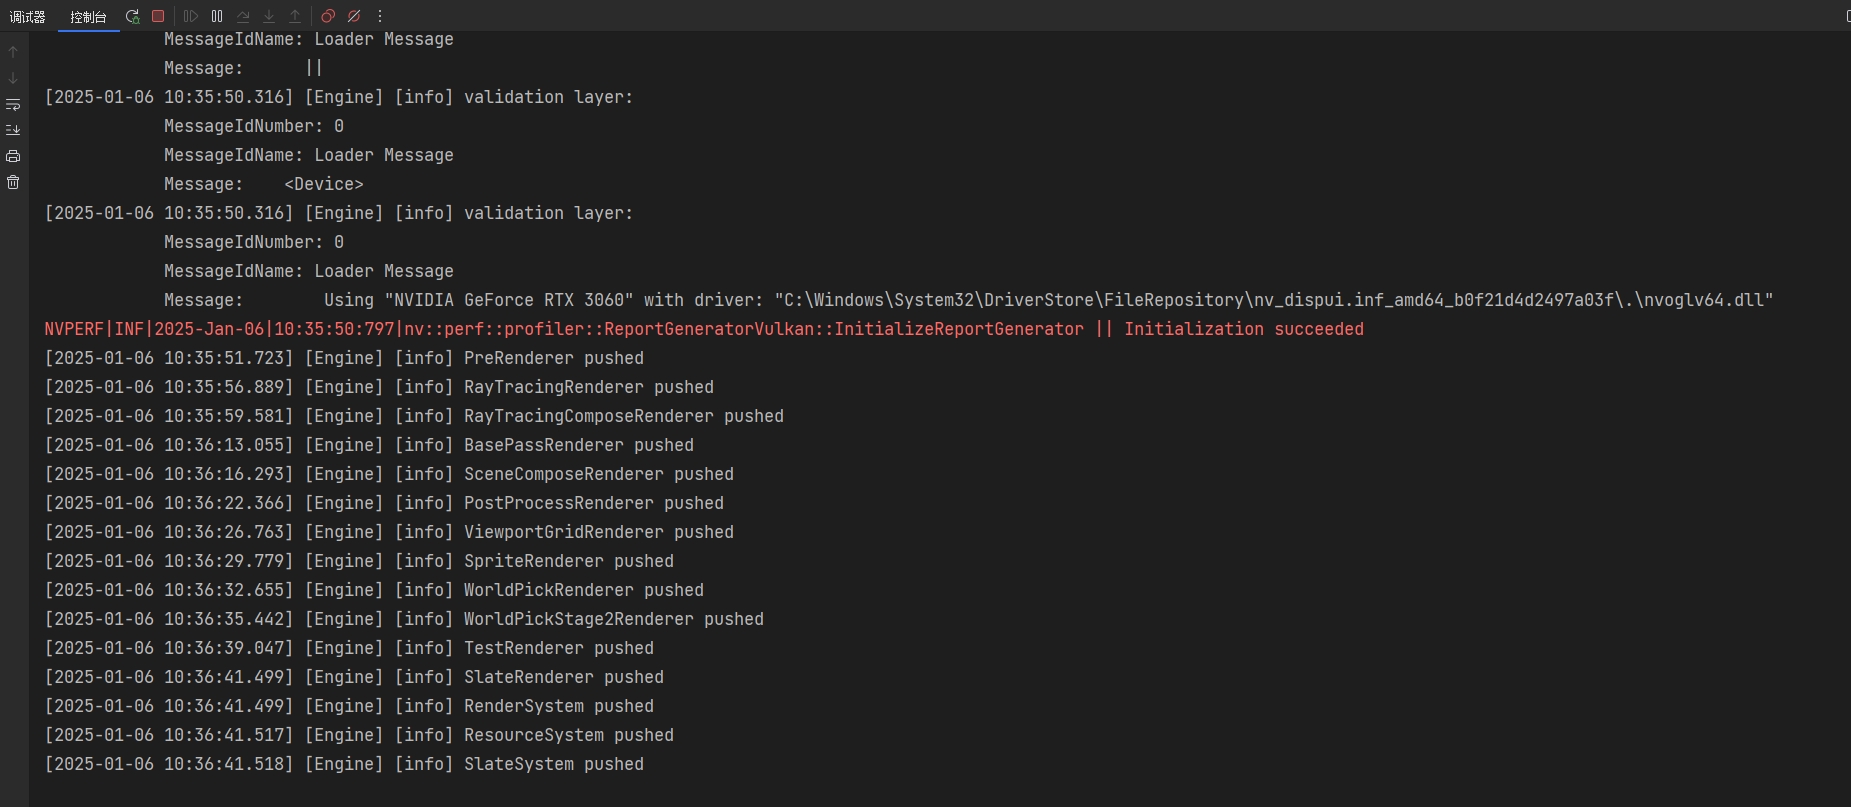 调试器 控制台
MessageIdName: Loader Message
Message: ||
[2025-01-06 10:35:50.316] [Engine] [info] validation layer:
MessageIdNumber: 0
MessageIdName: Loader Message
Message: <Device>
[2025-01-06 10:35:50.316] [Engine] [info] validation layer:
MessageIdNumber: 0
MessageIdName: Loader Message
Message: Using "NVIDIA GeForce RTX 3060" with driver: "C:\Windows\System32\DriverStore\FileRepository\nv_dispui.inf_amd64_b0f21d4d2497a03f\.\nvoglv64.dll"
NVPERF|INF|2025-Jan-06|10:35:50:797|nv::perf::profiler::ReportGeneratorVulkan::InitializeReportGenerator || Initialization succeeded
[2025-01-06 10:35:51.723] [Engine] [info] PreRenderer pushed
[2025-01-06 10:35:56.889] [Engine] [info] RayTracingRenderer pushed
[2025-01-06 10:35:59.581] [Engine] [info] RayTracingComposeRenderer pushed
[2025-01-06 10:36:13.055] [Engine] [info] BasePassRenderer pushed
[2025-01-06 10:36:16.293] [Engine] [info] SceneComposeRenderer pushed
[2025-01-06 10:36:22.366] [Engine] [info] PostProcessRenderer pushed
[2025-01-06 10:36:26.763] [Engine] [info] ViewportGridRenderer pushed
[2025-01-06 10:36:29.779] [Engine] [info] SpriteRenderer pushed
[2025-01-06 10:36:32.655] [Engine] [info] WorldPickRenderer pushed
[2025-01-06 10:36:35.442] [Engine] [info] WorldPickStage2Renderer pushed
[2025-01-06 10:36:39.047] [Engine] [info] TestRenderer pushed
[2025-01-06 10:36:41.499] [Engine] [info] SlateRenderer pushed
[2025-01-06 10:36:41.499] [Engine] [info] RenderSystem pushed
[2025-01-06 10:36:41.517] [Engine] [info] ResourceSystem pushed
[2025-01-06 10:36:41.518] [Engine] [info] SlateSystem pushed